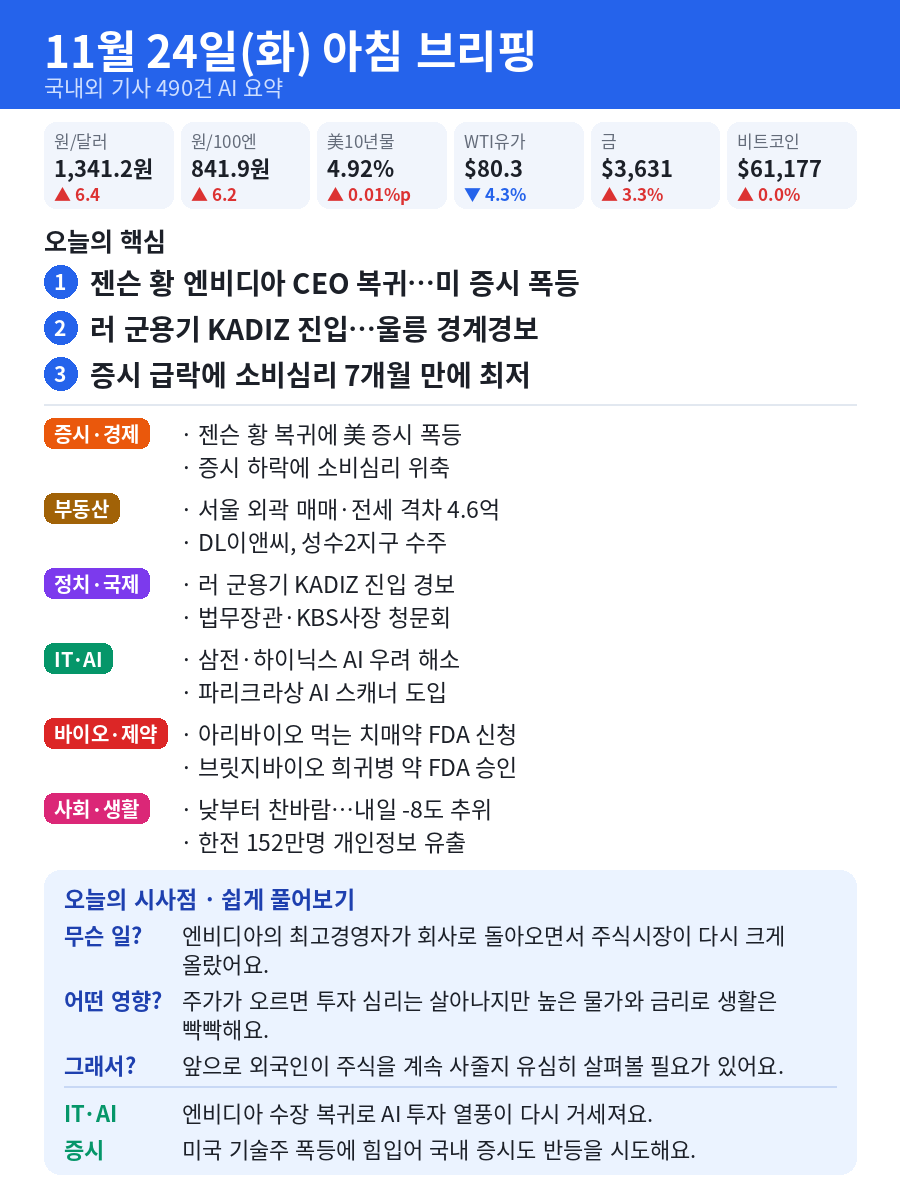 11월 24일(화) 아침 브리핑
국내외 기사 490건 AI 요약
원/달러
1,341.2원
▲ 6.4
원/100엔
841.9원
▲ 6.2
美10년물
4.92%
▲ 0.01%p
WTI유가
$80.3
▼ 4.3%
금
$3,631
▲ 3.3%
비트코인
$61,177
▲ 0.0%
오늘의 핵심
1 젠슨 황 엔비디아 CEO 복귀…미 증시 폭등
2 러 군용기 KADIZ 진입…울릉 경계경보
3 증시 급락에 소비심리 7개월 만에 최저
증시·경제 · 젠슨 황 복귀에 美 증시 폭등
· 증시 하락에 소비심리 위축
부동산 · 서울 외곽 매매·전세 격차 4.6억
· DL이앤씨, 성수2지구 수주
정치·국제 · 러 군용기 KADIZ 진입 경보
· 법무장관·KBS사장 청문회
IT·AI · 삼전·하이닉스 AI 우려 해소
· 파리크라상 AI 스캐너 도입
바이오·제약 · 아리바이오 먹는 치매약 FDA 신청
· 브릿지바이오 희귀병 약 FDA 승인
사회·생활 · 낮부터 찬바람…내일 -8도 추위
· 한전 152만명 개인정보 유출
오늘의 시사점 · 쉽게 풀어보기
무슨 일? 엔비디아의 최고경영자가 회사로 돌아오면서 주식시장이 다시 크게
올랐어요.
어떤 영향? 주가가 오르면 투자 심리는 살아나지만 높은 물가와 금리로 생활은
빡빡해요.
그래서? 앞으로 외국인이 주식을 계속 사줄지 유심히 살펴볼 필요가 있어요.
IT·AI 엔비디아 수장 복귀로 AI 투자 열풍이 다시 거세져요.
증시 미국 기술주 폭등에 힘입어 국내 증시도 반등을 시도해요.